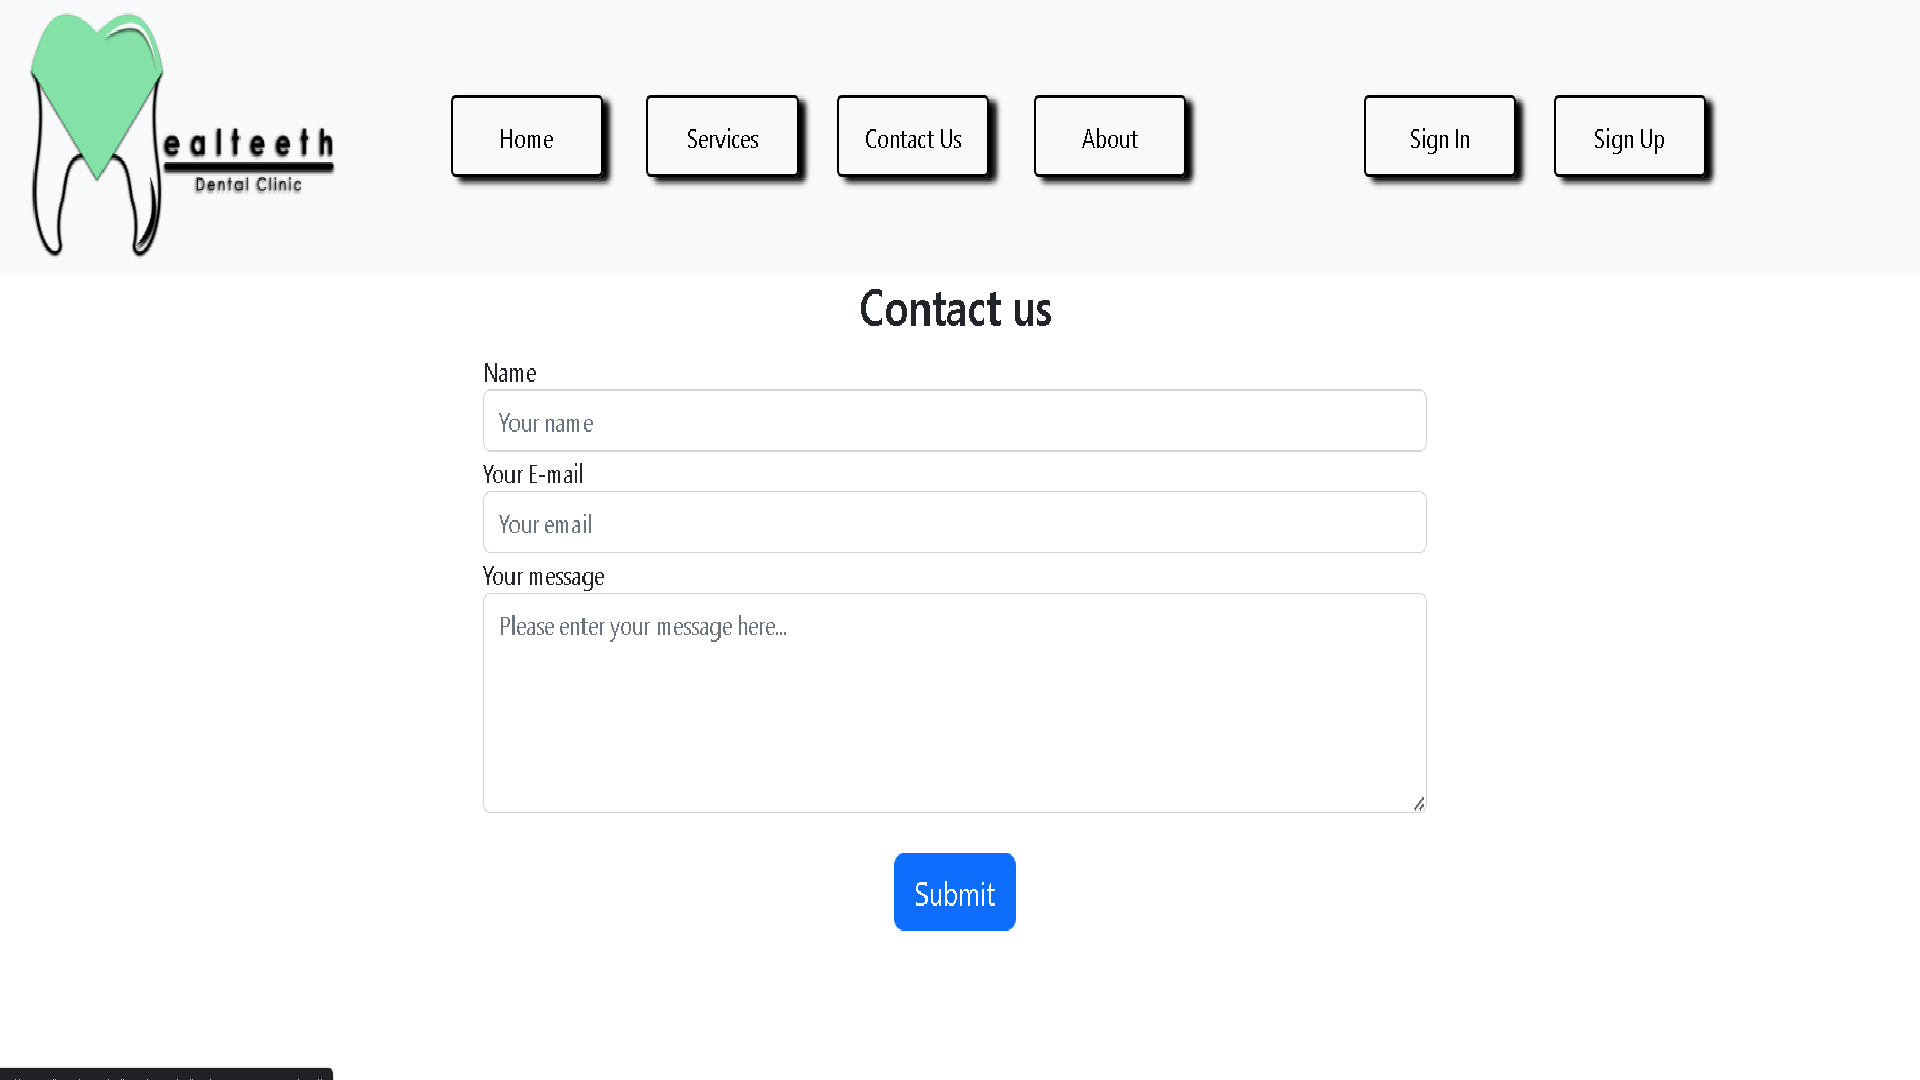 ealteeth
Dental Clinic
Home
Services
Contact Us
About
Sign In
Sign Up
Contact us
Name
Your name
Your E-mail
Your email
Your message
Please enter your message here...
Submit